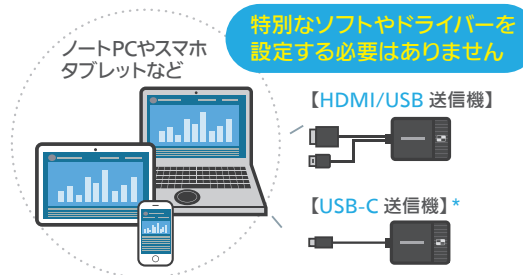 特別なソフトやドライバーを
設定する必要はありません
ノートPCやスマホ
タブレットなど
【HDMI/USB 送信機】
【USB-C 送信機】*